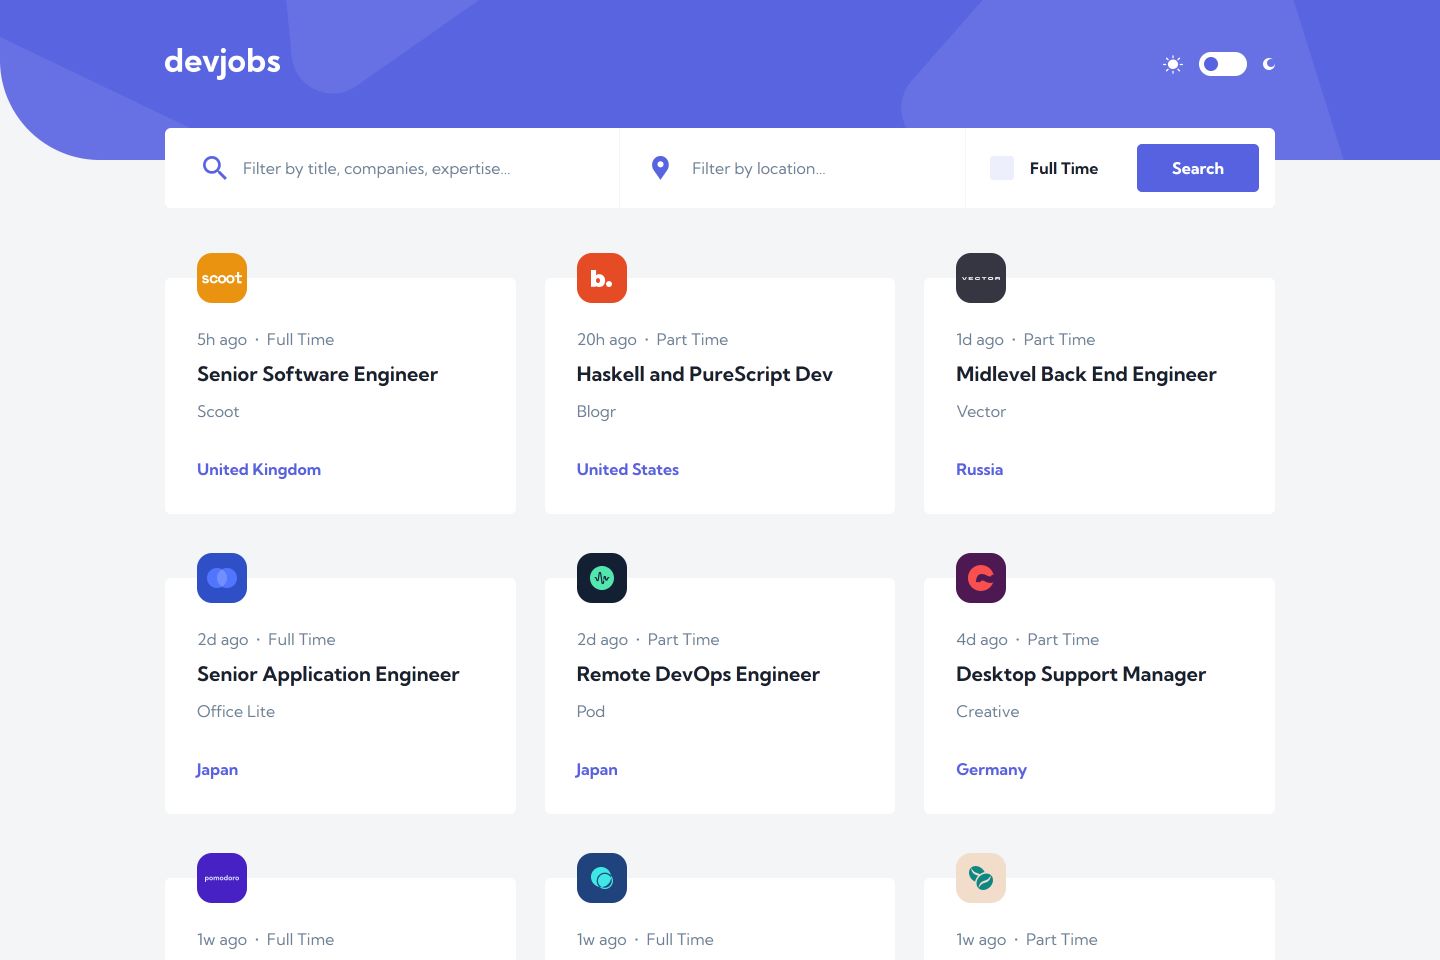 devjobs
Filter by title, companies, expertise...
Filter by location...
Full Time
Search
scoot
5h ago · Full Time
Senior Software Engineer
Scoot
United Kingdom
b.
20h ago · Part Time
Haskell and PureScript Dev
Blogr
United States
VECTOR
1d ago · Part Time
Midlevel Back End Engineer
Vector
Russia
2d ago · Full Time
Senior Application Engineer
Office Lite
Japan
2d ago · Part Time
Remote DevOps Engineer
Pod
Japan
4d ago · Part Time
Desktop Support Manager
Creative
Germany
pomodoro
1w ago · Full Time
1w ago · Full Time
1w ago · Part Time